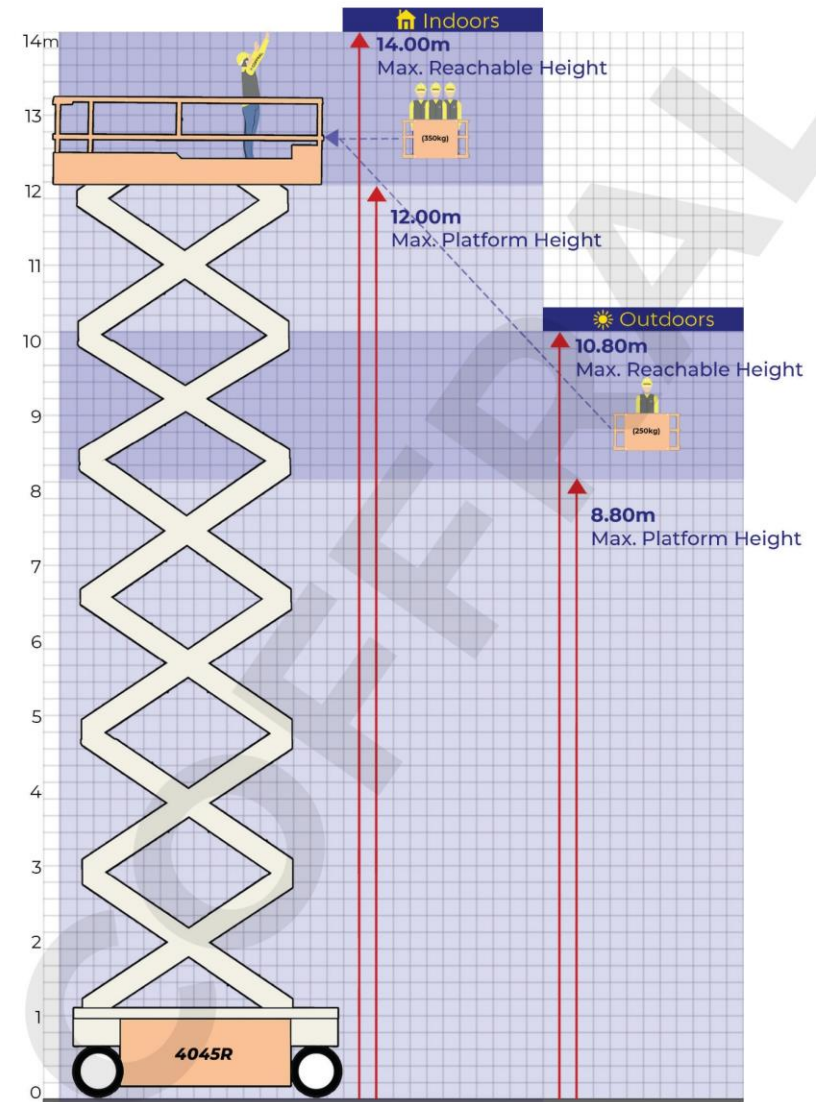 Indoors
14m
14.00m
Max. Reachable Height
13
(350kg)
12
12.00m
Max. Platform Height
11
Outdoors
10
10.80m
Max. Reachable Height
9
(250kg)
8
8.80m
Max. Platform Height
7
6
5
4
3
2
1
4045R
0
COFFRAL